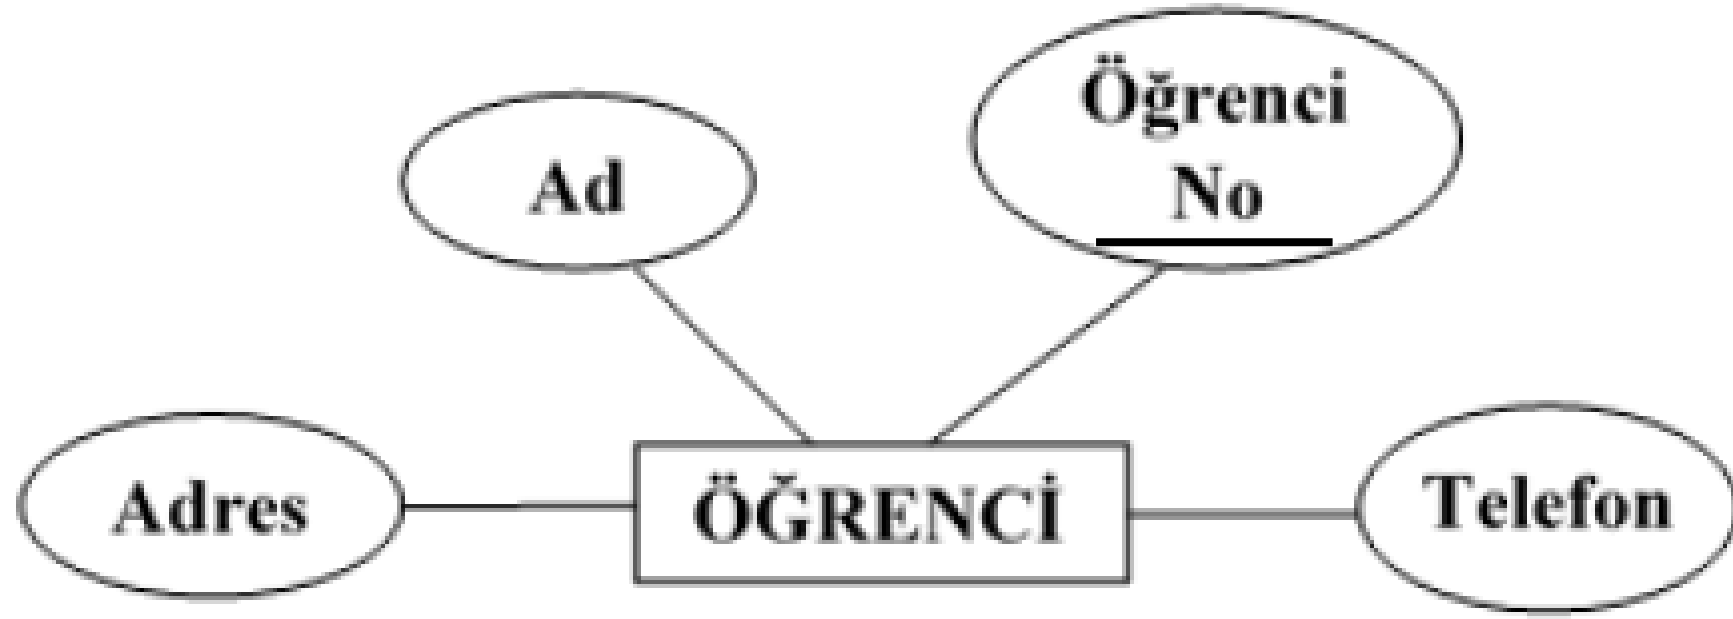 Öğrenci
No
Ad
Adres
ÖĞRENCİ
Telefon